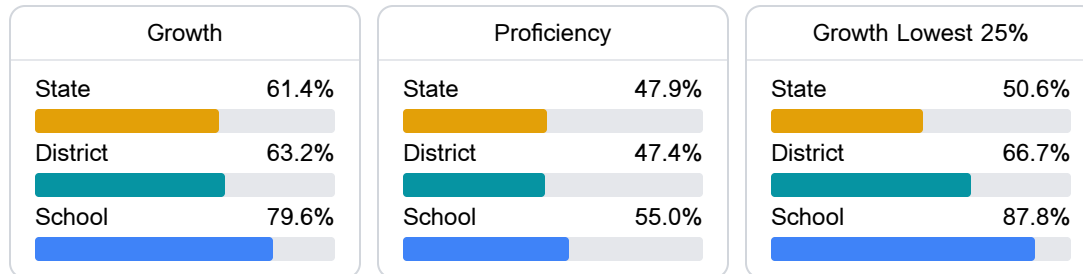 Growth
State 61.4%
District 63.2%
School 79.6%
Proficiency
State 47.9%
District 47.4%
School 55.0%
Growth Lowest 25%
State 50.6%
District 66.7%
School 87.8%